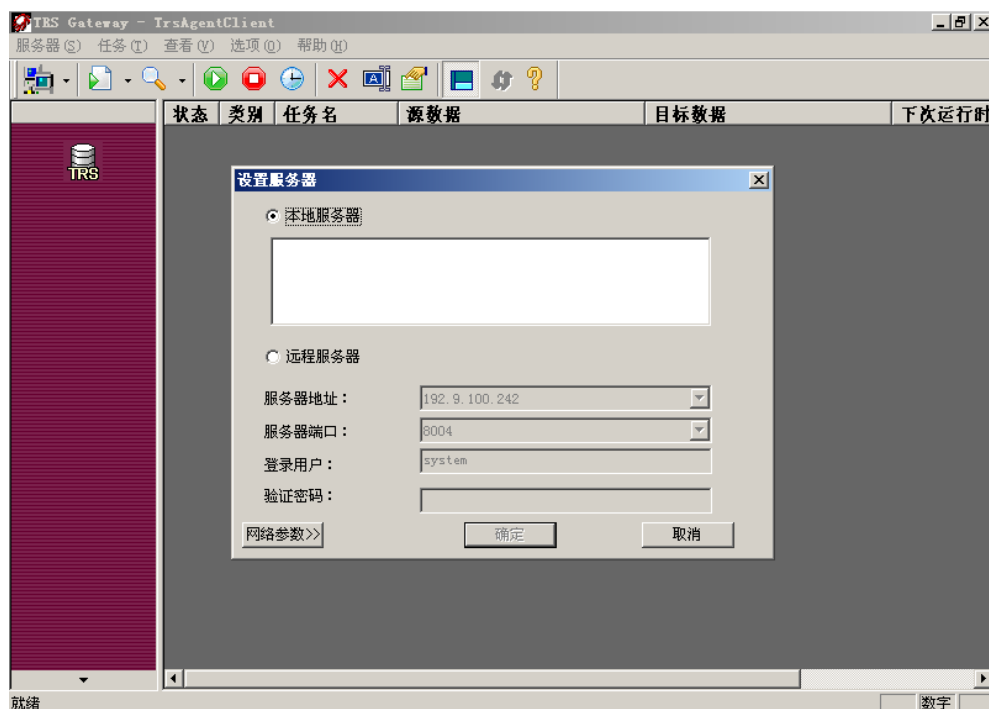 TRS Gateway - TrsAgentClient
服务器(S) 任务(T) 查看(V) 选项(O) 帮助(H)
状态 类别 任务名 源数据 目标数据 下次运行时
TRS
设置服务器
本地服务器
远程服务器
服务器地址： 192.9.100.242
服务器端口： 8004
登录用户： system
验证密码：
网络参数>> 确定 取消
就绪 数字